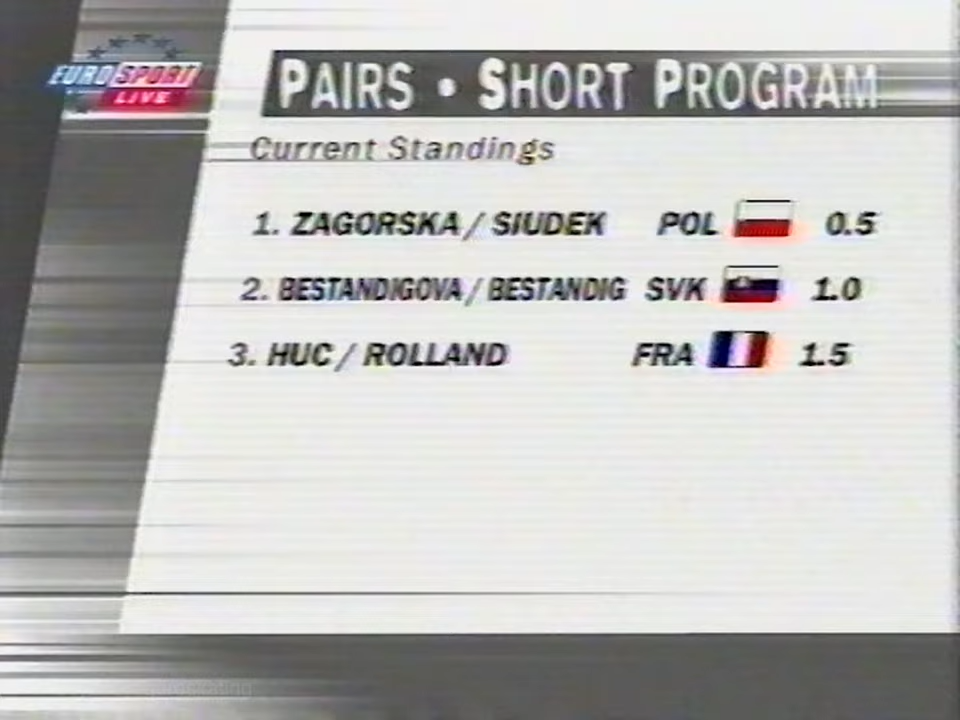 EUROSPORT
LIVE
PAIRS • SHORT PROGRAM
Current Standings
1. ZAGORSKA / SIUDEK POL 0.5
2. BESTANDIGOVA / BESTANDIG SVK 1.0
3. HUC / ROLLAND FRA 1.5